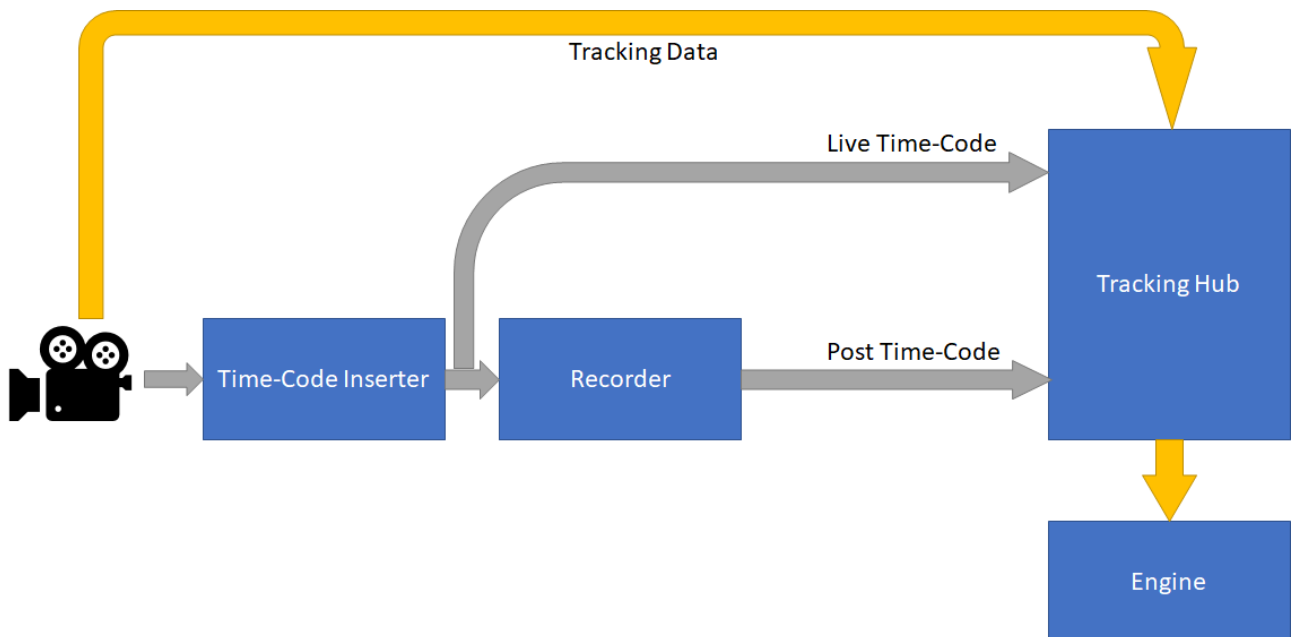 Tracking Data
Live Time-Code
Tracking Hub
Post Time-Code
Time-Code Inserter
Recorder
Engine